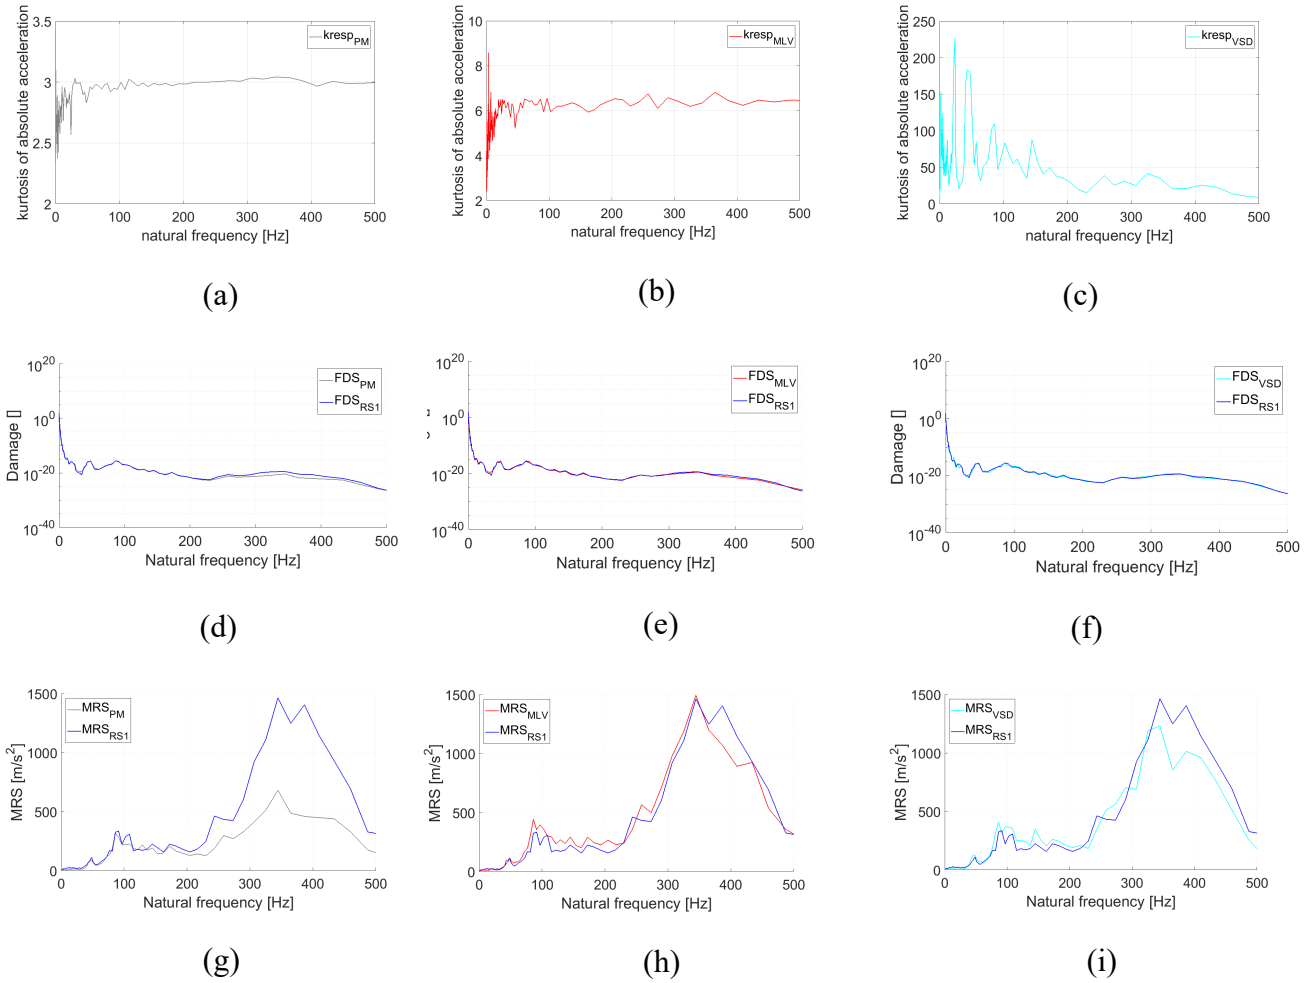 3.5
3
2.5
2
kurtosis of absolute acceleration
kresp_PM
0 100 200 300 400 500
natural frequency [Hz]
(a)
10
8
6
4
2
kurtosis of absolute acceleration
kresp_MLV
0 100 200 300 400 500
natural frequency [Hz]
(b)
250
200
150
100
50
0
kurtosis of absolute acceleration
kresp_VSD
0 100 200 300 400 500
natural frequency [Hz]
(c)
10^20
10^0
10^-20
10^-40
Damage []
FDS_PM
FDS_RS1
0 100 200 300 400 500
Natural frequency [Hz]
(d)
10^20
10^0
10^-20
10^-40
FDS_MLV
FDS_RS1
0 100 200 300 400 500
Natural frequency [Hz]
(e)
10^20
10^0
10^-20
10^-40
Damage []
FDS_VSD
FDS_RS1
0 100 200 300 400 500
Natural frequency [Hz]
(f)
1500
1000
500
0
MRS [m/s^2]
MRS_PM
MRS_RS1
0 100 200 300 400 500
Natural frequency [Hz]
(g)
1500
1000
500
0
MRS [m/s^2]
MRS_MLV
MRS_RS1
0 100 200 300 400 500
Natural frequency [Hz]
(h)
1500
1000
500
0
MRS [m/s^2]
MRS_VSD
MRS_RS1
0 100 200 300 400 500
Natural frequency [Hz]
(i)